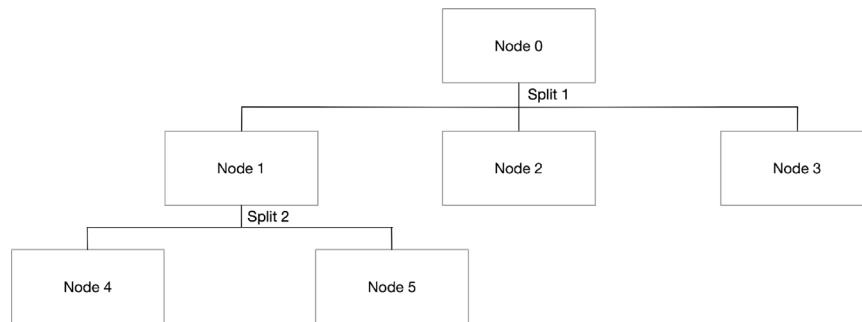 Node 0
Split 1
Node 1
Node 2
Node 3
Split 2
Node 4
Node 5